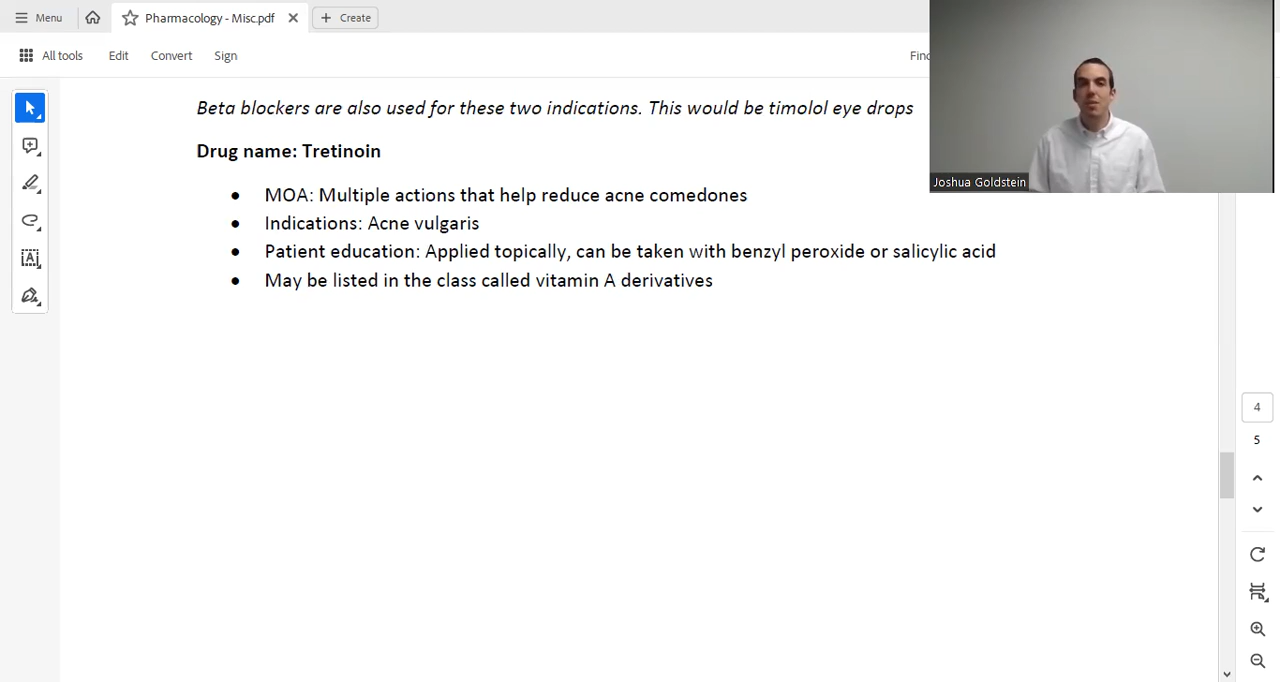 Menu
Pharmacology - Misc.pdf
Create
All tools
Edit
Convert
Sign
Find
Beta blockers are also used for these two indications. This would be timolol eye drops
Drug name: Tretinoin
• MOA: Multiple actions that help reduce acne comedones
• Indications: Acne vulgaris
• Patient education: Applied topically, can be taken with benzyl peroxide or salicylic acid
• May be listed in the class called vitamin A derivatives
Joshua Goldstein
4
5